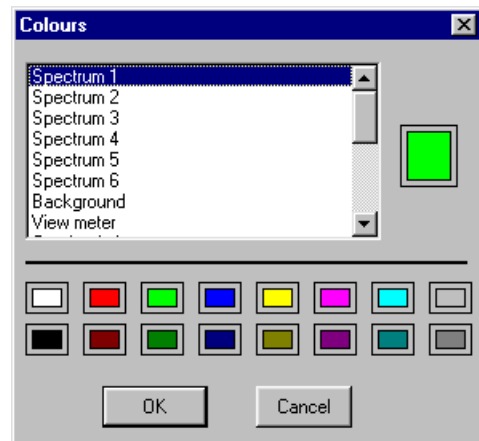 Colours
Spectrum 1
Spectrum 2
Spectrum 3
Spectrum 4
Spectrum 5
Spectrum 6
Background
View meter
OK
Cancel